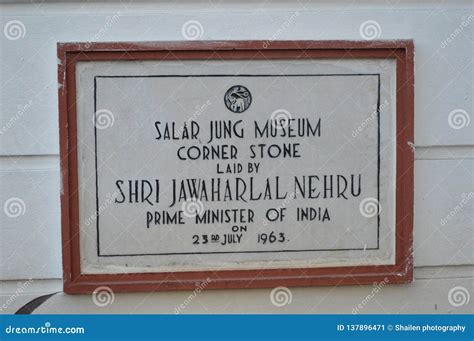 SALAR JUNG MUSEUM
CORNER STONE
LAID BY
SHRI JAWAHARLAL NEHRU
PRIME MINISTER OF INDIA
ON
23RD JULY 1963.
dreamstime.com
ID 137896471 © Shailen photography